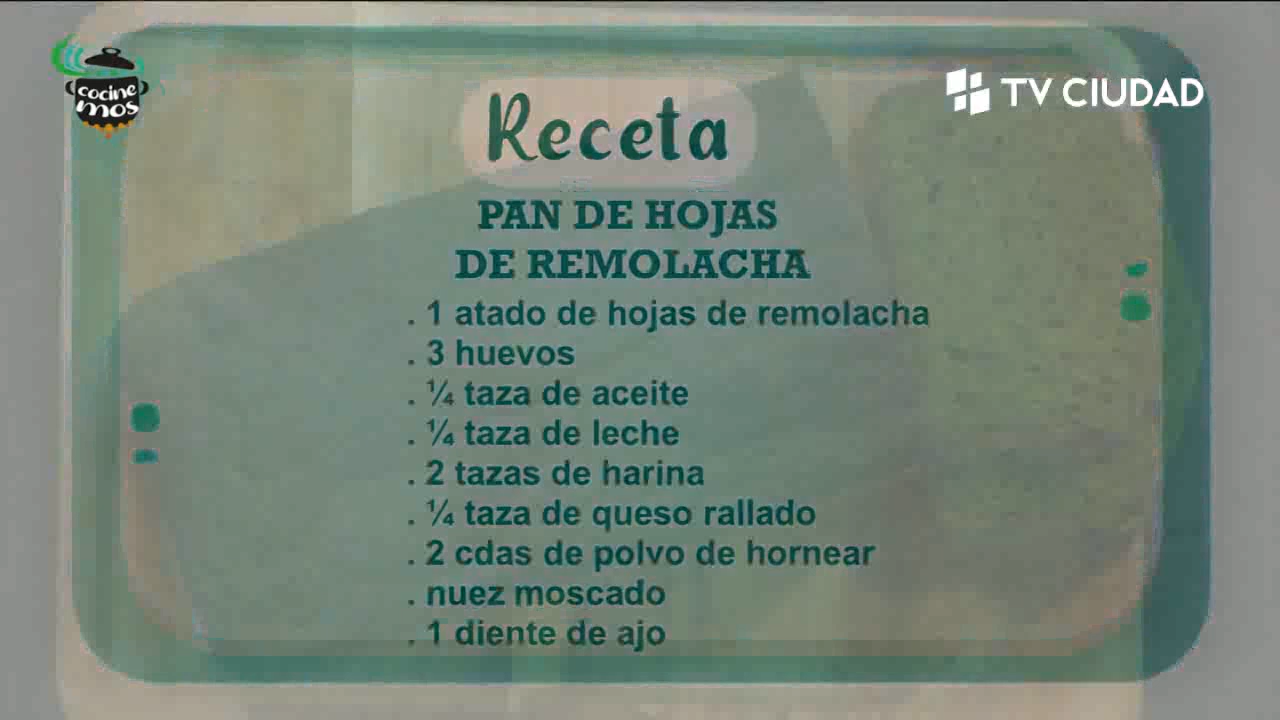 cocine
mos
TV CIUDAD
Receta
PAN DE HOJAS
DE REMOLACHA
. 1 atado de hojas de remolacha
. 3 huevos
. ¼ taza de aceite
. ¼ taza de leche
. 2 tazas de harina
. ¼ taza de queso rallado
. 2 cdas de polvo de hornear
. nuez moscado
. 1 diente de ajo